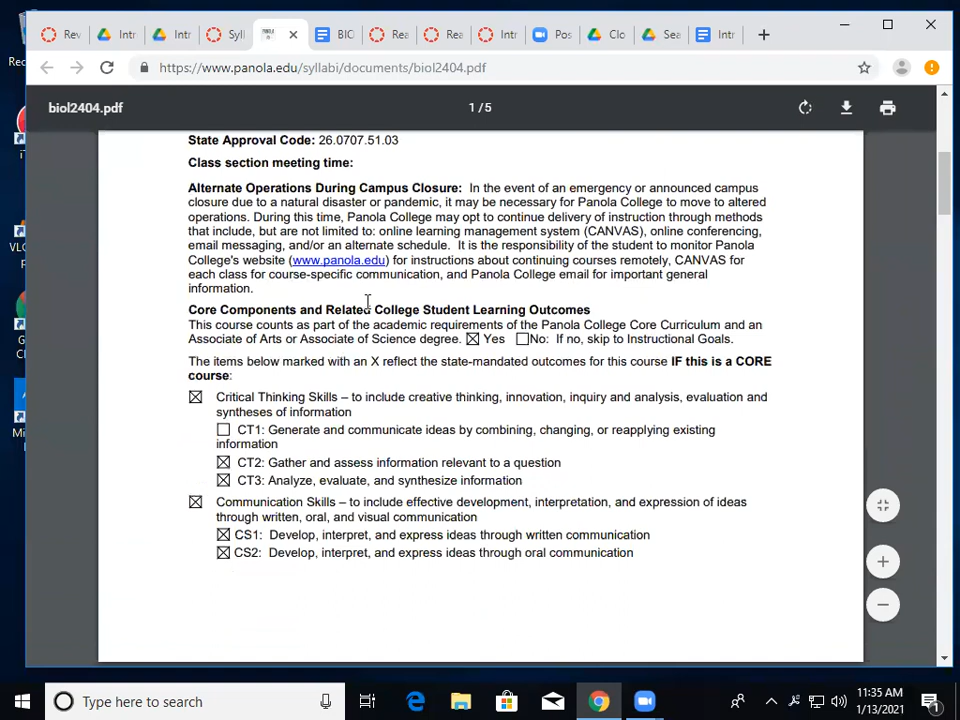 Rev
Intr
Intr
Syll
BIO
Rea
Rea
Intr
Pos
Clo
Sea
Intr
https://www.panola.edu/syllabi/documents/biol2404.pdf
biol2404.pdf
1 / 5
State Approval Code: 26.0707.51.03
Class section meeting time:
Alternate Operations During Campus Closure: In the event of an emergency or announced campus
closure due to a natural disaster or pandemic, it may be necessary for Panola College to move to altered
operations. During this time, Panola College may opt to continue delivery of instruction through methods
that include, but are not limited to: online learning management system (CANVAS), online conferencing,
email messaging, and/or an alternate schedule. It is the responsibility of the student to monitor Panola
College's website (www.panola.edu) for instructions about continuing courses remotely, CANVAS for
each class for course-specific communication, and Panola College email for important general
information.
Core Components and Related College Student Learning Outcomes
This course counts as part of the academic requirements of the Panola College Core Curriculum and an
Associate of Arts or Associate of Science degree. ☒ Yes ☐No: If no, skip to Instructional Goals.
The items below marked with an X reflect the state-mandated outcomes for this course IF this is a CORE
course:
☒ Critical Thinking Skills – to include creative thinking, innovation, inquiry and analysis, evaluation and
syntheses of information
☐ CT1: Generate and communicate ideas by combining, changing, or reapplying existing
information
☒ CT2: Gather and assess information relevant to a question
☒ CT3: Analyze, evaluate, and synthesize information
☒ Communication Skills – to include effective development, interpretation, and expression of ideas
through written, oral, and visual communication
☒ CS1: Develop, interpret, and express ideas through written communication
☒ CS2: Develop, interpret, and express ideas through oral communication
Type here to search
11:35 AM
1/13/2021